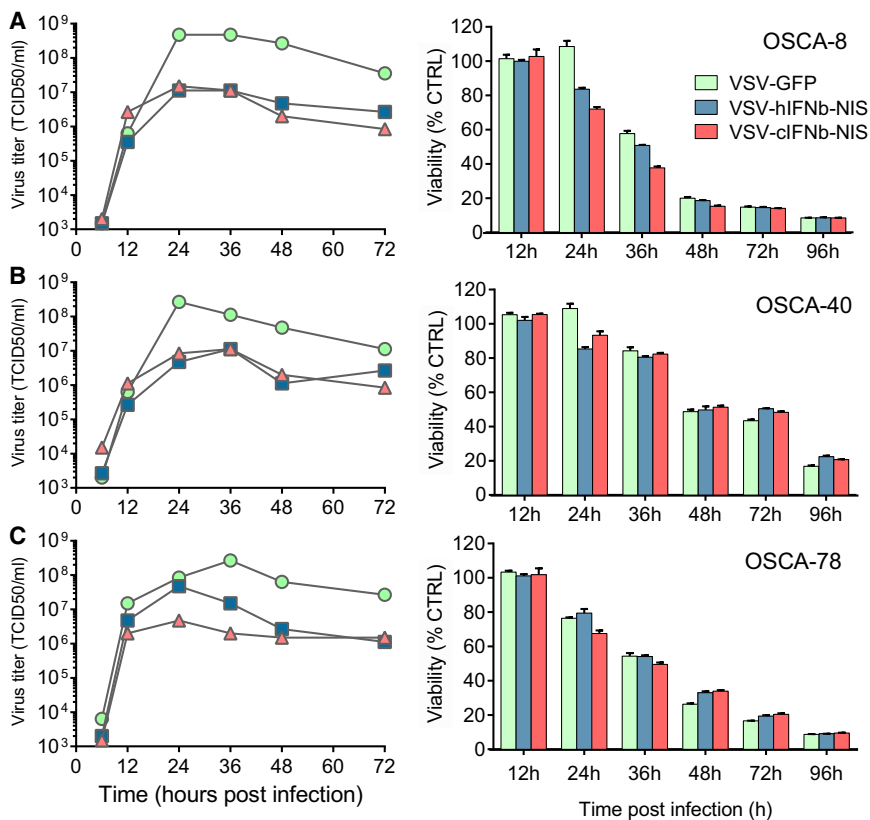 A
Virus titer (TCID50/ml)
10⁹
10⁸
10⁷
10⁶
10⁵
10⁴
10³
0 12 24 36 48 60 72
Viability (% CTRL)
120
100
80
60
40
20
0
12h 24h 36h 48h 72h 96h
OSCA-8
VSV-GFP
VSV-hIFNb-NIS
VSV-cIFNb-NIS
B
Virus titer (TCID50/ml)
10⁹
10⁸
10⁷
10⁶
10⁵
10⁴
10³
0 12 24 36 48 60 72
Viability (% CTRL)
120
100
80
60
40
20
0
12h 24h 36h 48h 72h 96h
OSCA-40
C
Virus titer (TCID50/ml)
10⁹
10⁸
10⁷
10⁶
10⁵
10⁴
10³
0 12 24 36 48 60 72
Time (hours post infection)
Viability (% CTRL)
120
100
80
60
40
20
0
12h 24h 36h 48h 72h 96h
OSCA-78
Time post infection (h)